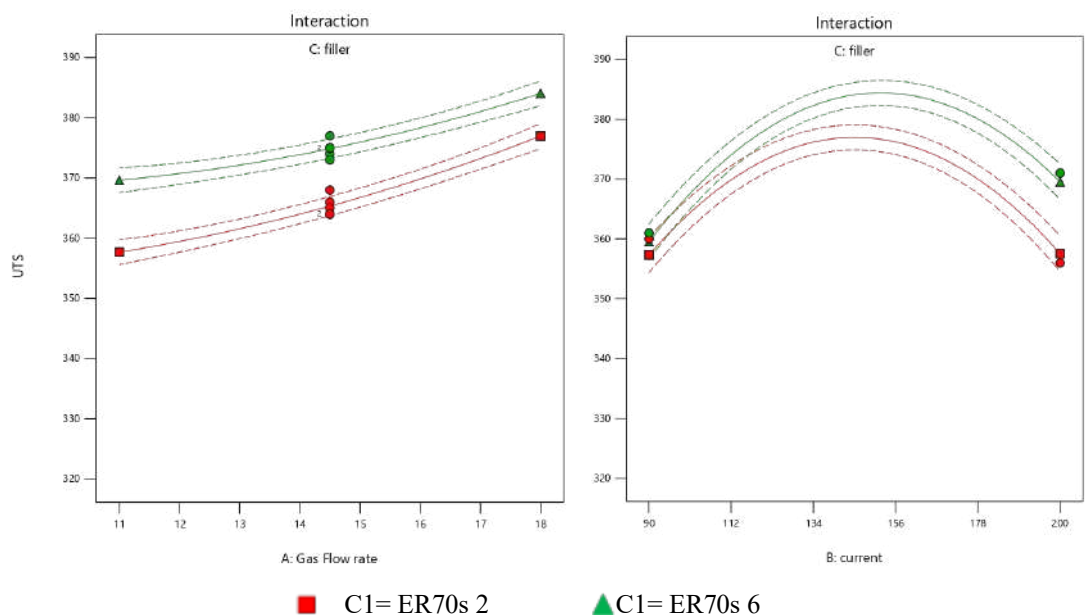 Interaction
C: filler
390
380
370
360
350
340
330
320
UTS
2
2
11 12 13 14 15 16 17 18
A: Gas Flow rate
Interaction
C: filler
390
380
370
360
350
340
330
320
90 112 134 156 178 200
B: current
C1= ER70s 2
C1= ER70s 6